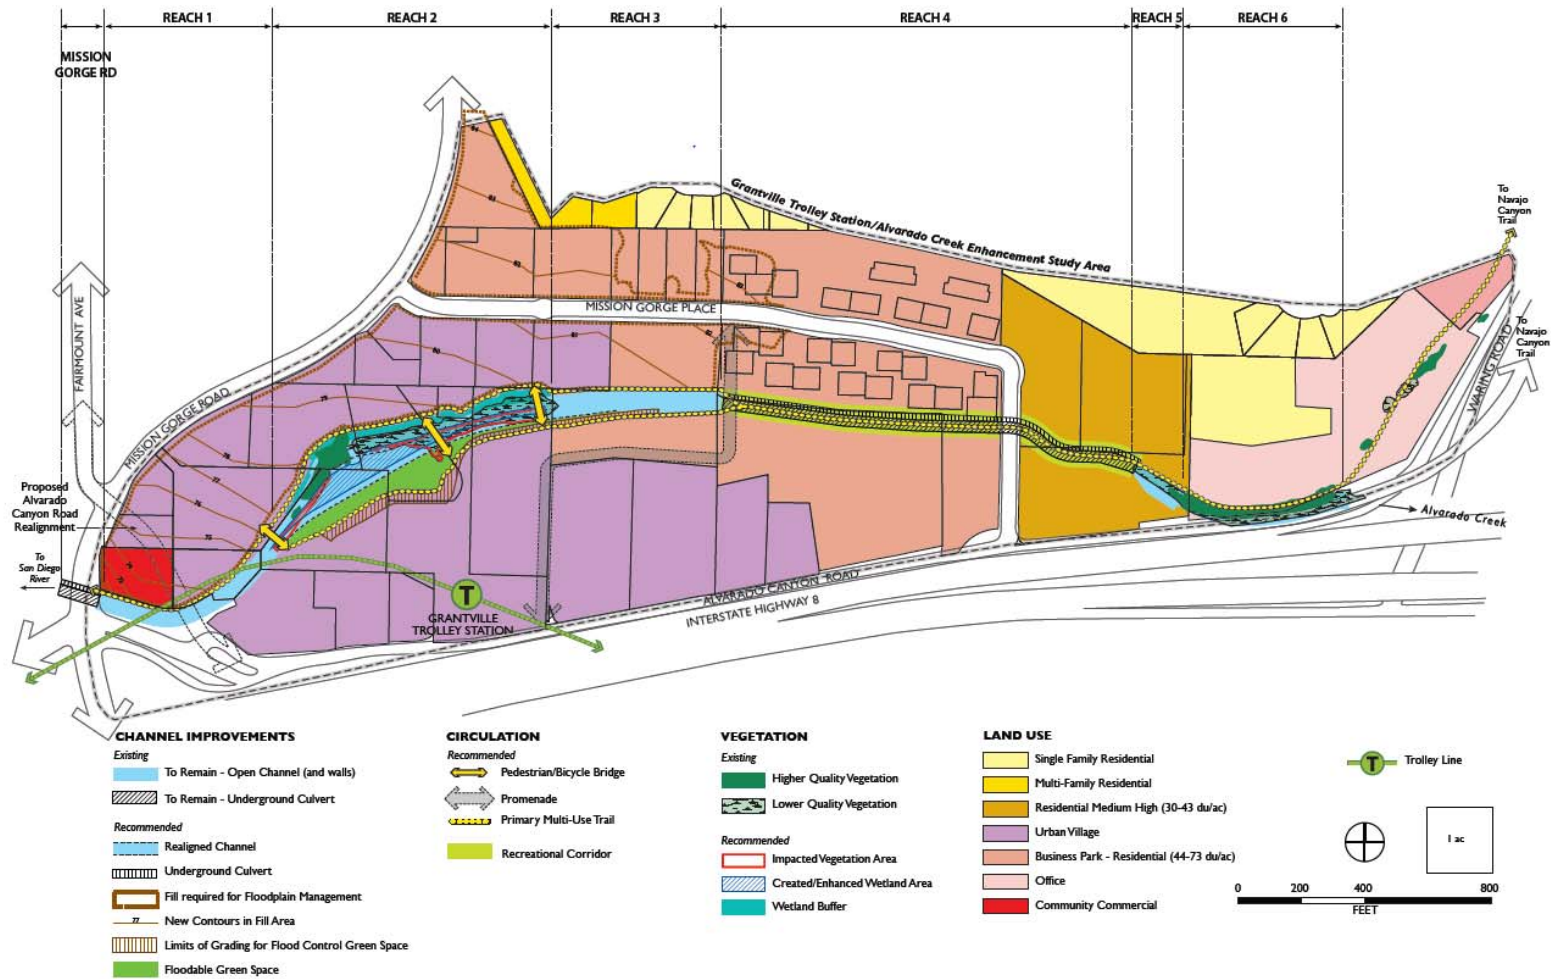 REACH 1
REACH 2
REACH 3
REACH 4
REACH 5
REACH 6
MISSION
GORGE RD
Grantville Trolley Station/Alvarado Creek Enhancement Study Area
To
Navajo
Canyon
Trail
FAIRMOUNT AVE
MISSION GORGE PLACE
To
Navajo
Canyon
Trail
WARING ROAD
MISSION GORGE ROAD
Proposed
Alvarado
Canyon Road
Realignment
To
San Diego
River
Alvarado Creek
T
GRANTVILLE
TROLLEY STATION
ALVARADO CANYON ROAD
INTERSTATE HIGHWAY 8
CHANNEL IMPROVEMENTS
Existing
To Remain - Open Channel (and walls)
To Remain - Underground Culvert
Recommended
Realigned Channel
Underground Culvert
Fill required for Floodplain Management
77 New Contours in Fill Area
Limits of Grading for Flood Control Green Space
Floodable Green Space
CIRCULATION
Recommended
Pedestrian/Bicycle Bridge
Promenade
Primary Multi-Use Trail
Recreational Corridor
VEGETATION
Existing
Higher Quality Vegetation
Lower Quality Vegetation
Recommended
Impacted Vegetation Area
Created/Enhanced Wetland Area
Wetland Buffer
LAND USE
Single Family Residential
Multi-Family Residential
Residential Medium High (30-43 du/ac)
Urban Village
Business Park - Residential (44-73 du/ac)
Office
Community Commercial
T Trolley Line
1 ac
0 200 400 800
FEET